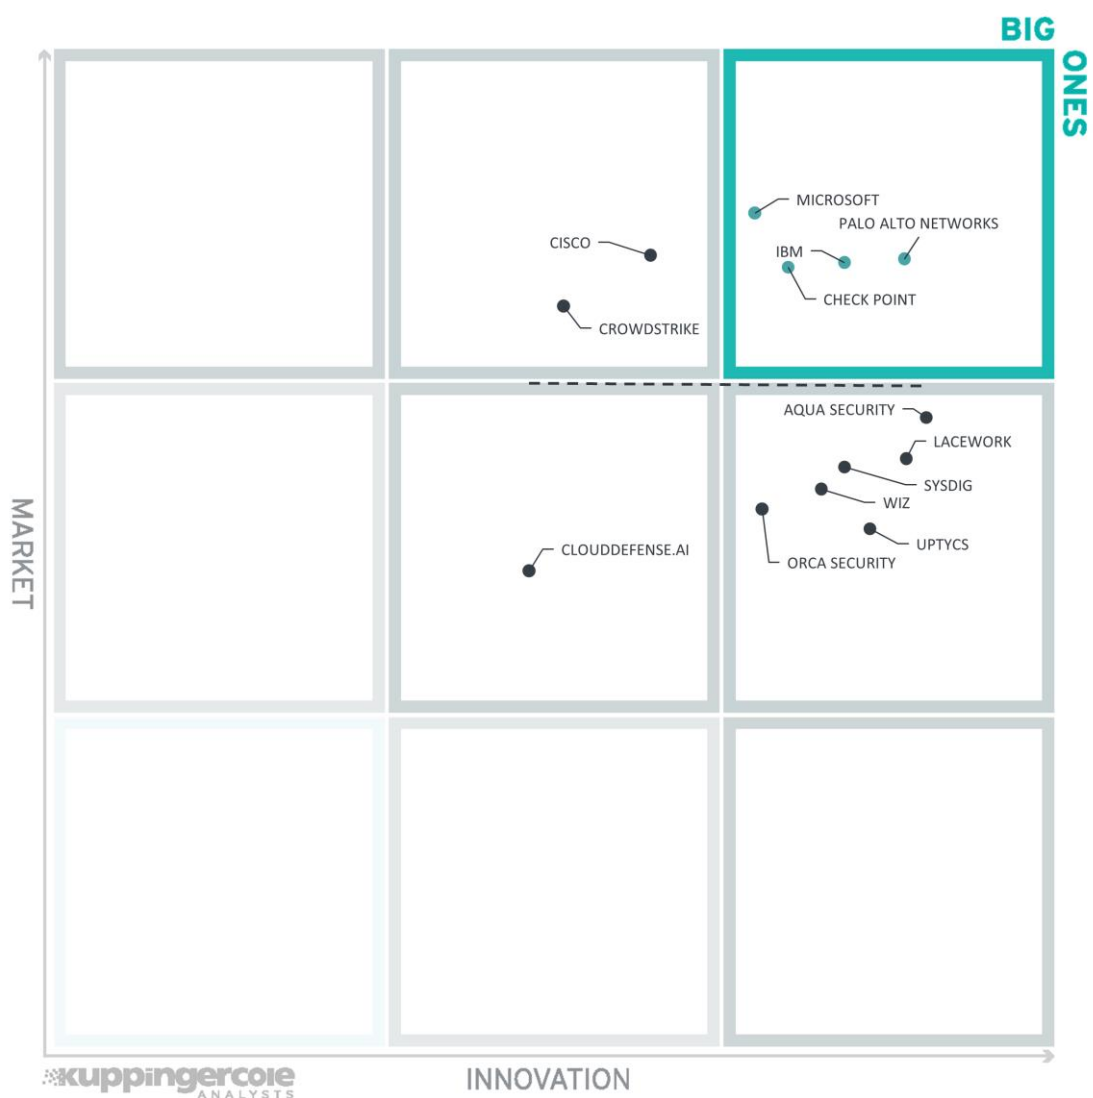 BIG
ONES
MICROSOFT
PALO ALTO NETWORKS
CISCO
IBM
CHECK POINT
CROWDSTRIKE
AQUA SECURITY
LACEWORK
SYSDIG
WIZ
UPTYCS
ORCA SECURITY
CLOUDDEFENSE.AI
MARKET
INNOVATION
kuppingercole
ANALYSTS